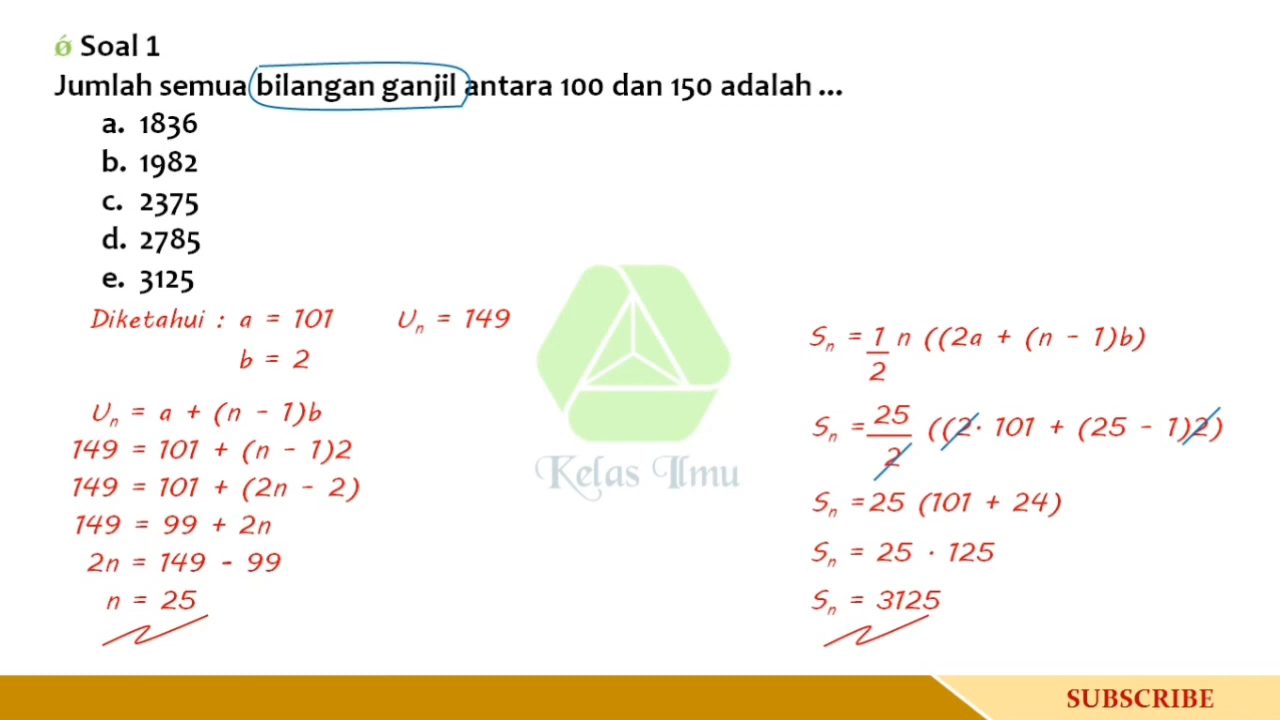 ǿ Soal 1
Jumlah semua bilangan ganjil antara 100 dan 150 adalah ...
a. 1836
b. 1982
c. 2375
d. 2785
e. 3125
Diketahui : a = 101 Uₙ = 149
b = 2
Uₙ = a + (n - 1)b
149 = 101 + (n - 1)2
149 = 101 + (2n - 2)
149 = 99 + 2n
2n = 149 - 99
n = 25
Sₙ = 1/2 n ((2a + (n - 1)b)
Sₙ = 25/2 ((2· 101 + (25 - 1)2)
Sₙ = 25 (101 + 24)
Sₙ = 25 · 125
Sₙ = 3125
Kelas Ilmu
SUBSCRIBE